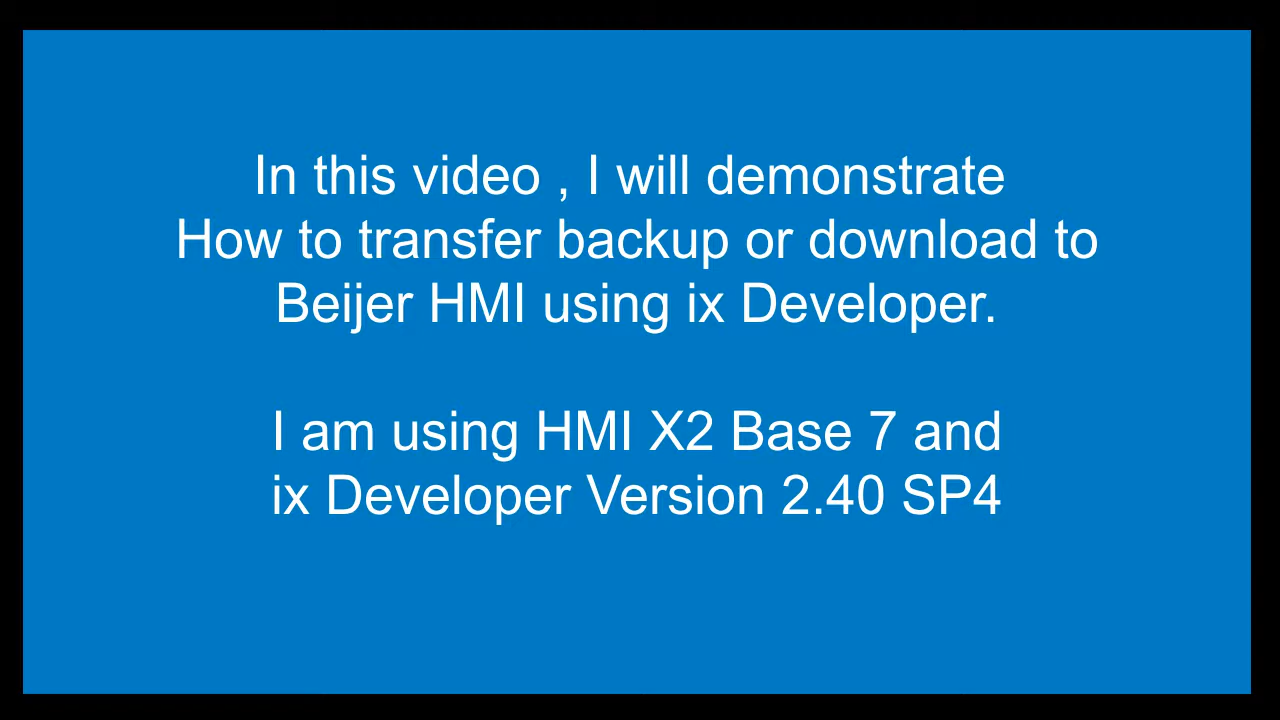 In this video , I will demonstrate
How to transfer backup or download to
Beijer HMI using ix Developer.
I am using HMI X2 Base 7 and
ix Developer Version 2.40 SP4